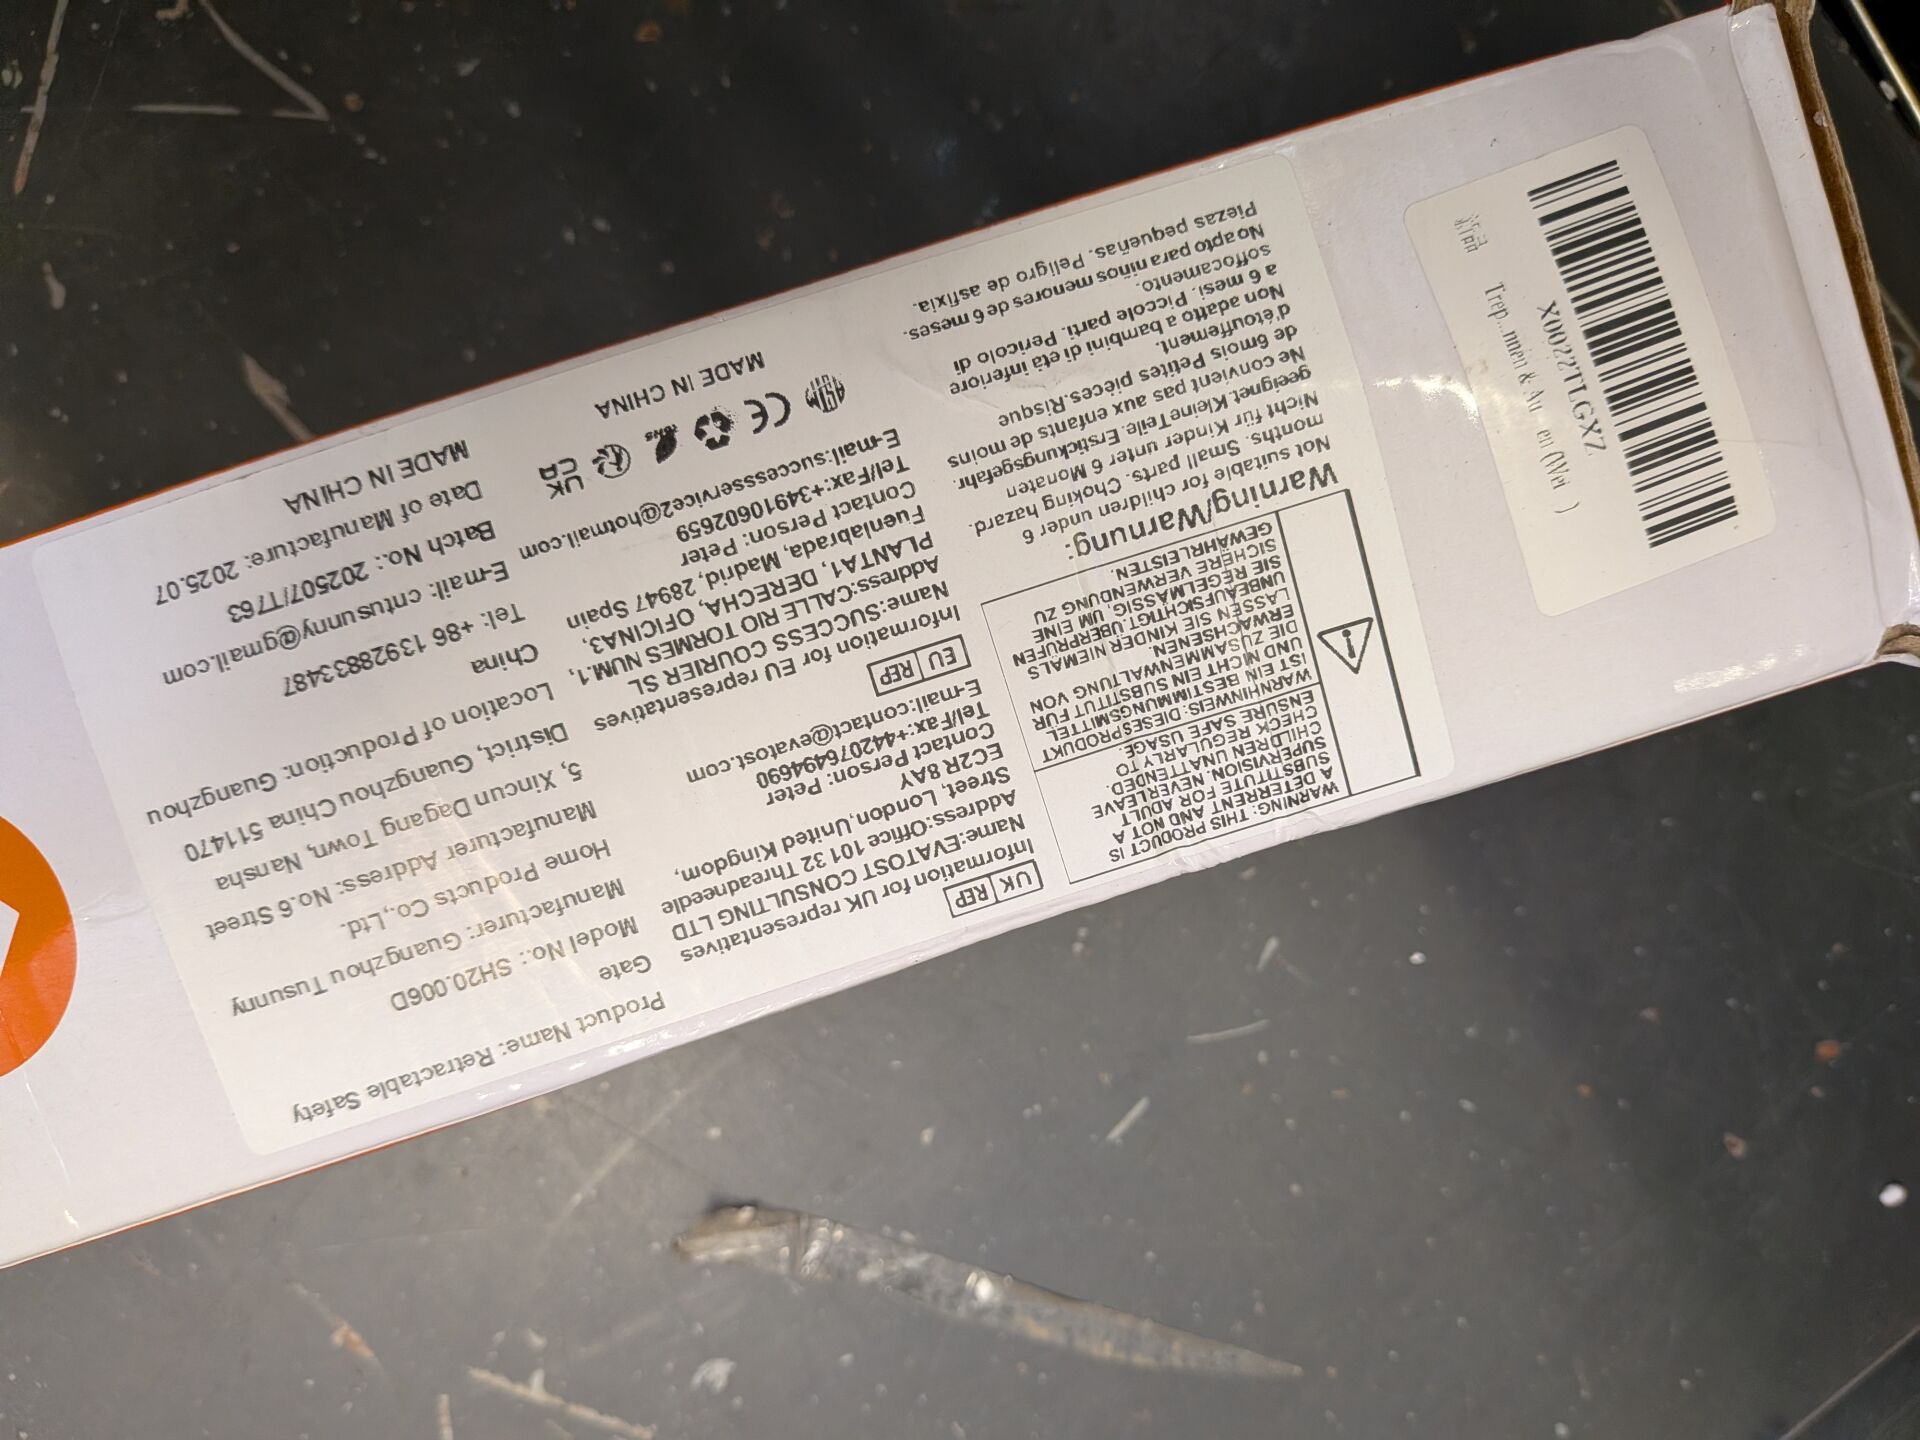 Product Name: Retractable Safety
Gate
Model No.: SH20.006D
Manufacturer: Guangzhou Tusunny
Home Products Co.,Ltd.
Manufacturer Address: No.6 Street
5, Xincun Dagang Town, Nansha
District, Guangzhou China 511470
Location of Production: Guangzhou
China
Tel: +86 13928833487
E-mail: cntusunny@gmail.com
Batch No.: 202507/IT763
Date of Manufacture: 2025.07
MADE IN CHINA
UK REP
Information for UK representatives
Name:EVATOST CONSULTING LTD
Address:Office 101 32 Threadneedle
Street, London,United Kingdom,
EC2R 8AY
Contact Person: Peter
Tel/Fax:+442076494690
E-mail:contact@evatost.com
EU REP
Information for EU representatives
Name:SUCCESS COURIER SL
Address:CALLE RIO TORMES NUM.1,
PLANTA1, DERECHA, OFICINA3,
Fuenlabrada, Madrid, 28947 Spain
Contact Person: Peter
Tel/Fax:+34910602659
E-mail:successservice2@hotmail.com
ASTM CE UK CA
MADE IN CHINA
WARNING: THIS PRODUCT IS
A DETERRENT AND NOT A
SUBSTITUTE FOR ADULT
SUPERVISION. NEVER LEAVE
CHILDREN UNATTENDED.
CHECK REGULARLY TO
ENSURE SAFE USAGE.
WARNHINWEIS: DIESES PRODUKT
IST EIN BESTIMMUNGSMITTEL
UND NICHT EIN SUBSTITUT FÜR
DIE ZUSAMMENWALTUNG VON
ERWACHSENEN.
LASSEN SIE KINDER NIEMALS
UNBEAUFSICHTIGT. ÜBERPRÜFEN
SIE REGELMÄSSIG, UM EINE
SICHERE VERWENDUNG ZU
GEWÄHRLEISTEN.
Warning/Warnung:
Not suitable for children under 6
months. Small parts. Choking hazard.
Nicht für Kinder unter 6 Monaten
geeignet.Kleine Teile. Erstickungsgefahr.
Ne convient pas aux enfants de moins
de 6mois Petites pièces.Risque
d'étouffement.
Non adatto a bambini di età inferiore
a 6 mesi. Piccole parti. Pericolo di
soffocamento.
No apto para niños menores de 6 meses.
Piezas pequeñas. Peligro de asfixia.
X0022TLGXZ